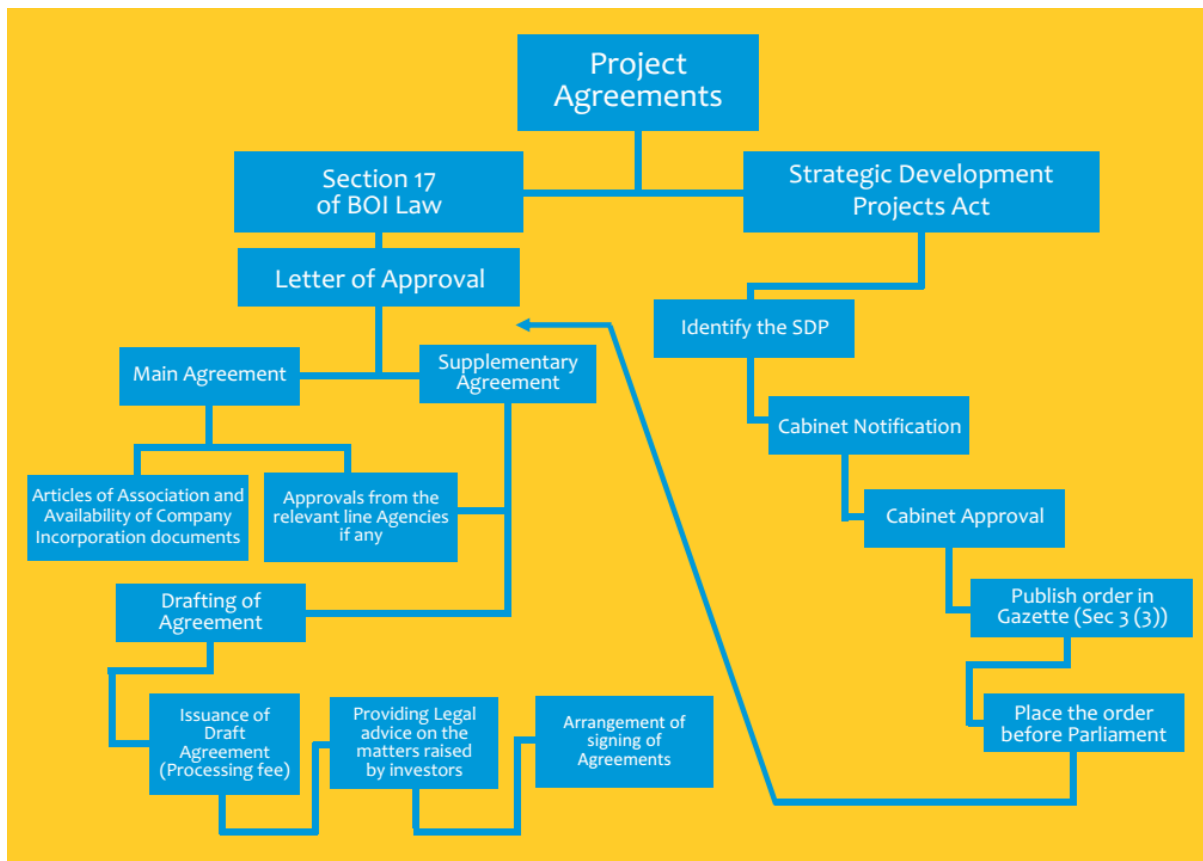 Project
Agreements
Section 17
of BOI Law
Strategic Development
Projects Act
Letter of Approval
Identify the SDP
Main Agreement
Supplementary
Agreement
Cabinet Notification
Articles of Association and
Availability of Company
Incorporation documents
Approvals from the
relevant line Agencies
if any
Cabinet Approval
Drafting of
Agreement
Publish order in
Gazette (Sec 3 (3))
Issuance of
Draft
Agreement
(Processing fee)
Providing Legal
advice on the
matters raised
by investors
Arrangement of
signing of
Agreements
Place the order
before Parliament